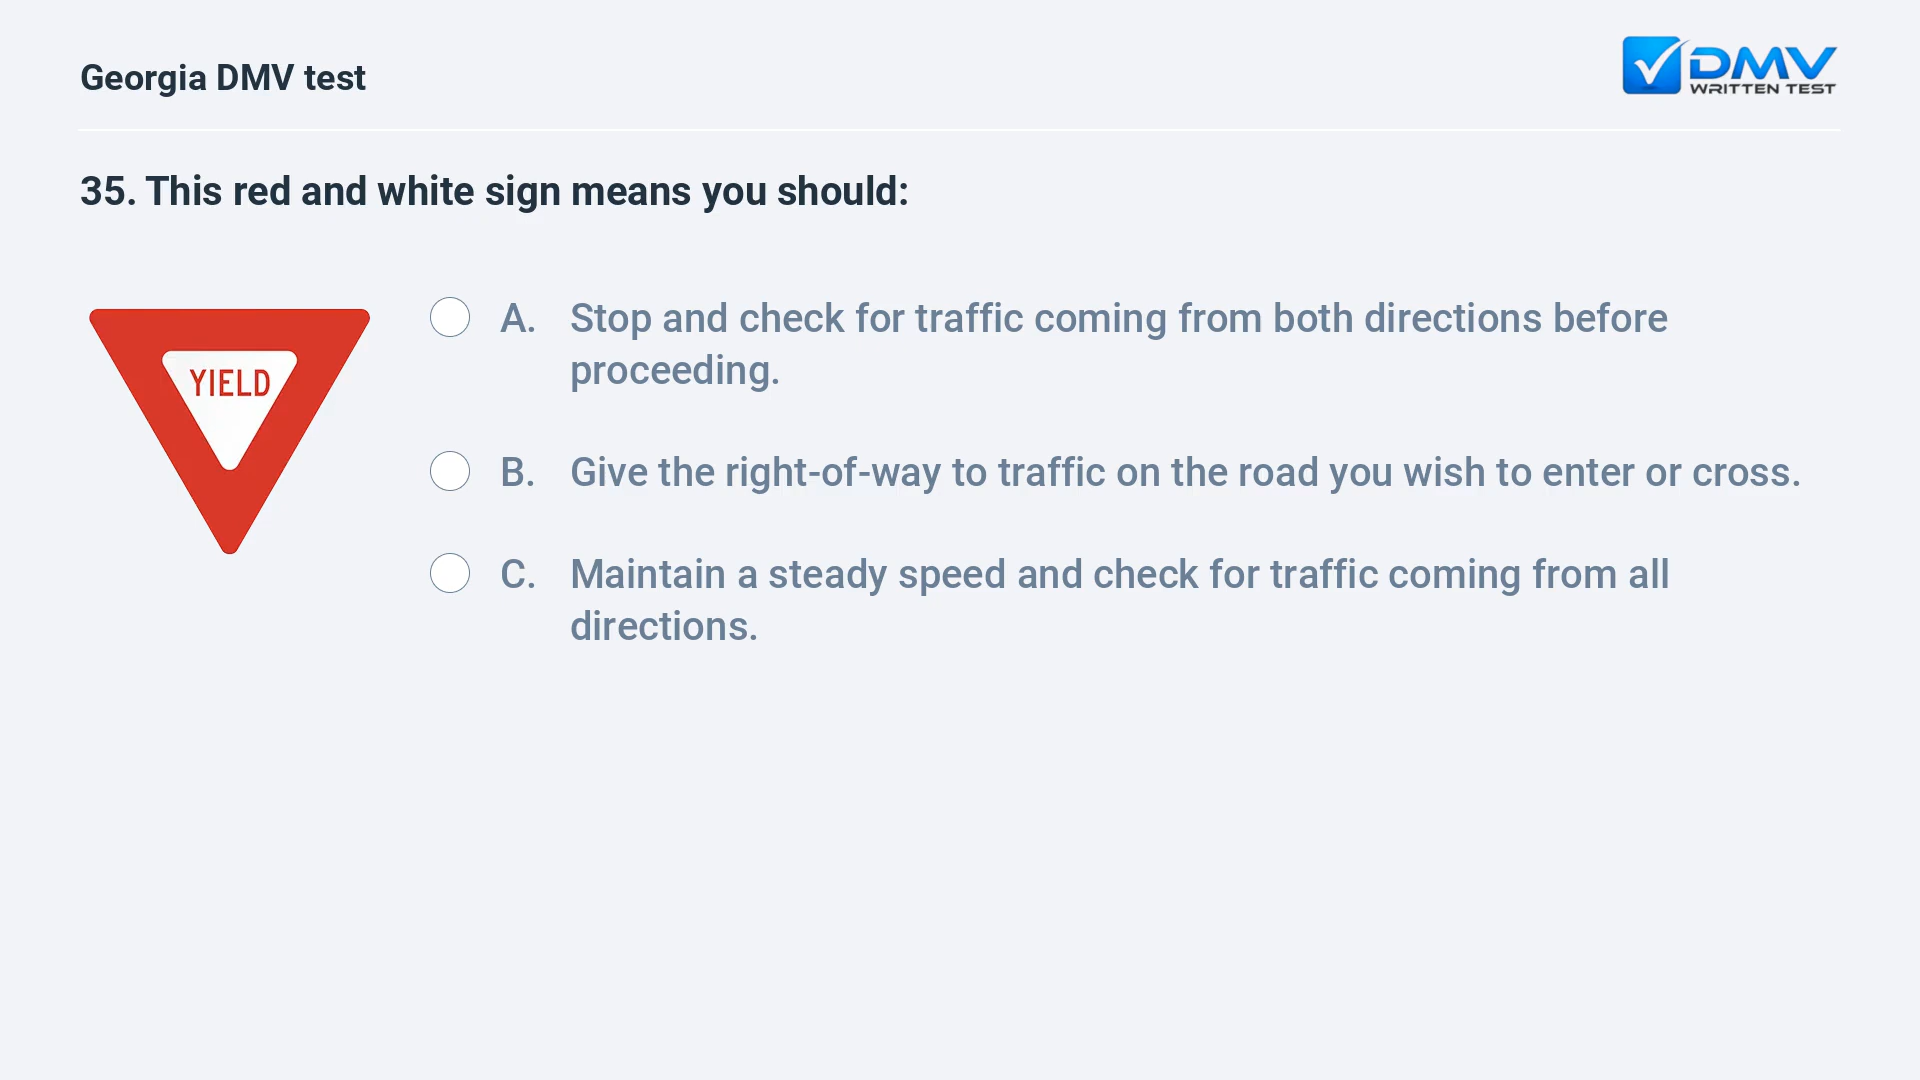 Georgia DMV test
DMV
WRITTEN TEST
35. This red and white sign means you should:
YIELD
A. Stop and check for traffic coming from both directions before
proceeding.
B. Give the right-of-way to traffic on the road you wish to enter or cross.
C. Maintain a steady speed and check for traffic coming from all
directions.